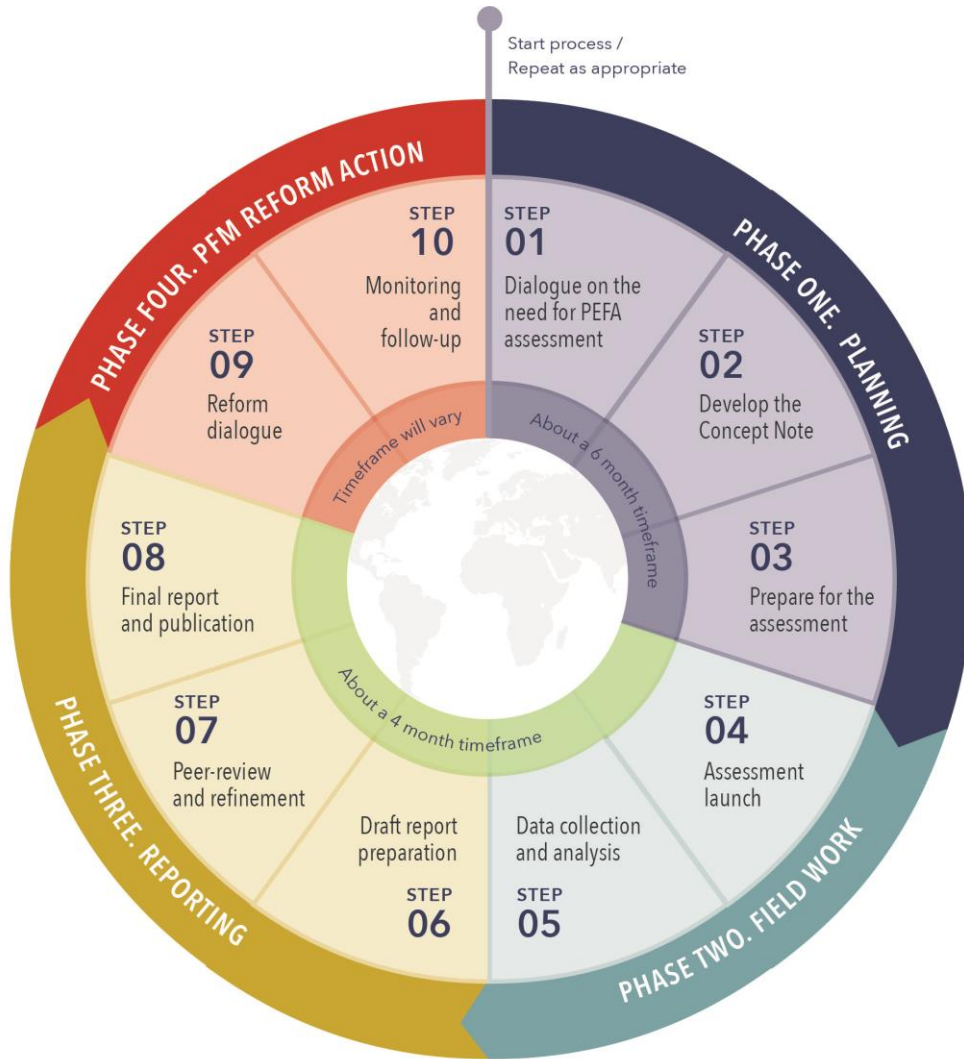 Start process /
Repeat as appropriate
PHASE ONE. PLANNING
STEP
01
Dialogue on the
need for PEFA
assessment
STEP
02
Develop the
Concept Note
STEP
03
Prepare for the
assessment
About a 6 month timeframe
PHASE TWO. FIELD WORK
STEP
04
Assessment
launch
Data collection
and analysis
STEP
05
PHASE THREE. REPORTING
Draft report
preparation
STEP
06
STEP
07
Peer-review
and refinement
STEP
08
Final report
and publication
About a 4 month timeframe
PHASE FOUR. PFM REFORM ACTION
STEP
09
Reform
dialogue
STEP
10
Monitoring
and
follow-up
Timeframe will vary